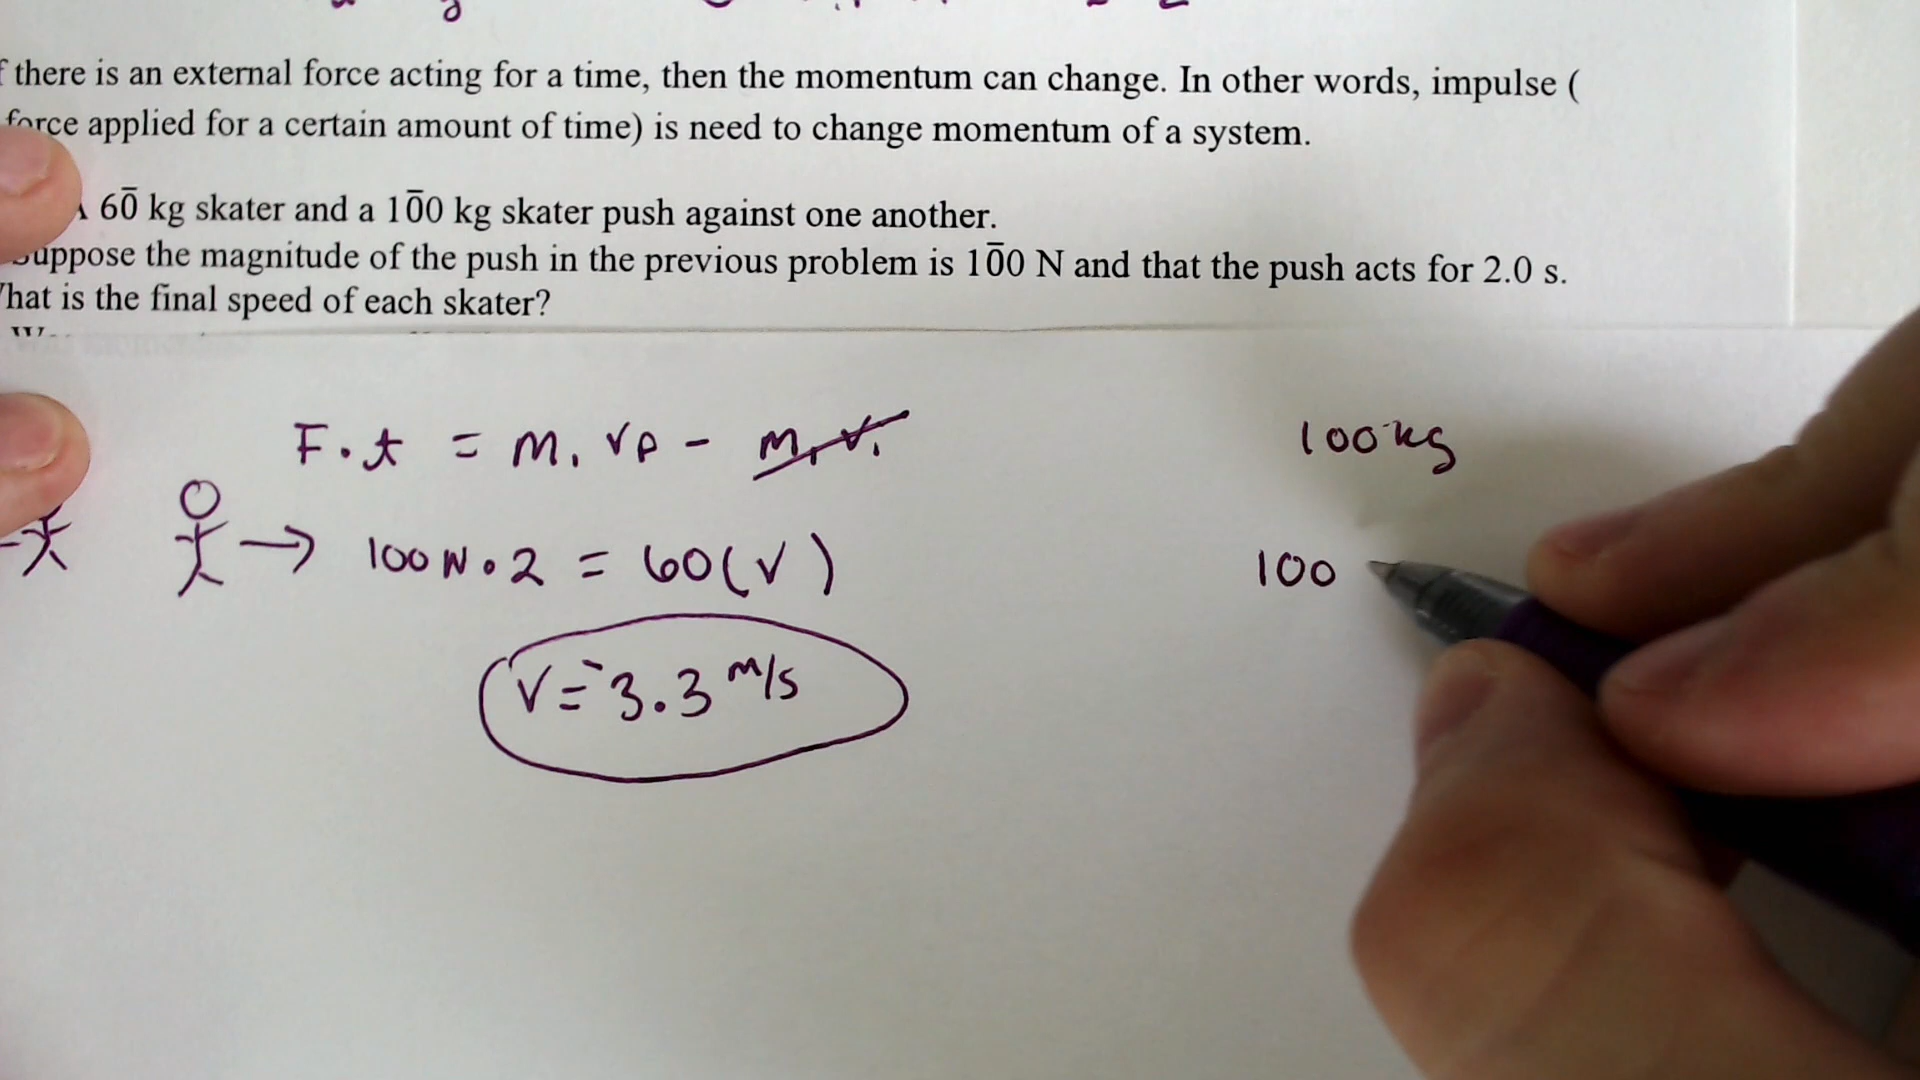 there is an external force acting for a time, then the momentum can change. In other words, impulse (
force applied for a certain amount of time) is need to change momentum of a system.
60̅ kg skater and a 10̅0 kg skater push against one another.
uppose the magnitude of the push in the previous problem is 10̅0 N and that the push acts for 2.0 s.
hat is the final speed of each skater?
F · t = m₁ vf - m₁v₁
100kg
100 N · 2 = 60(v)
100
V = -3.3 m/s